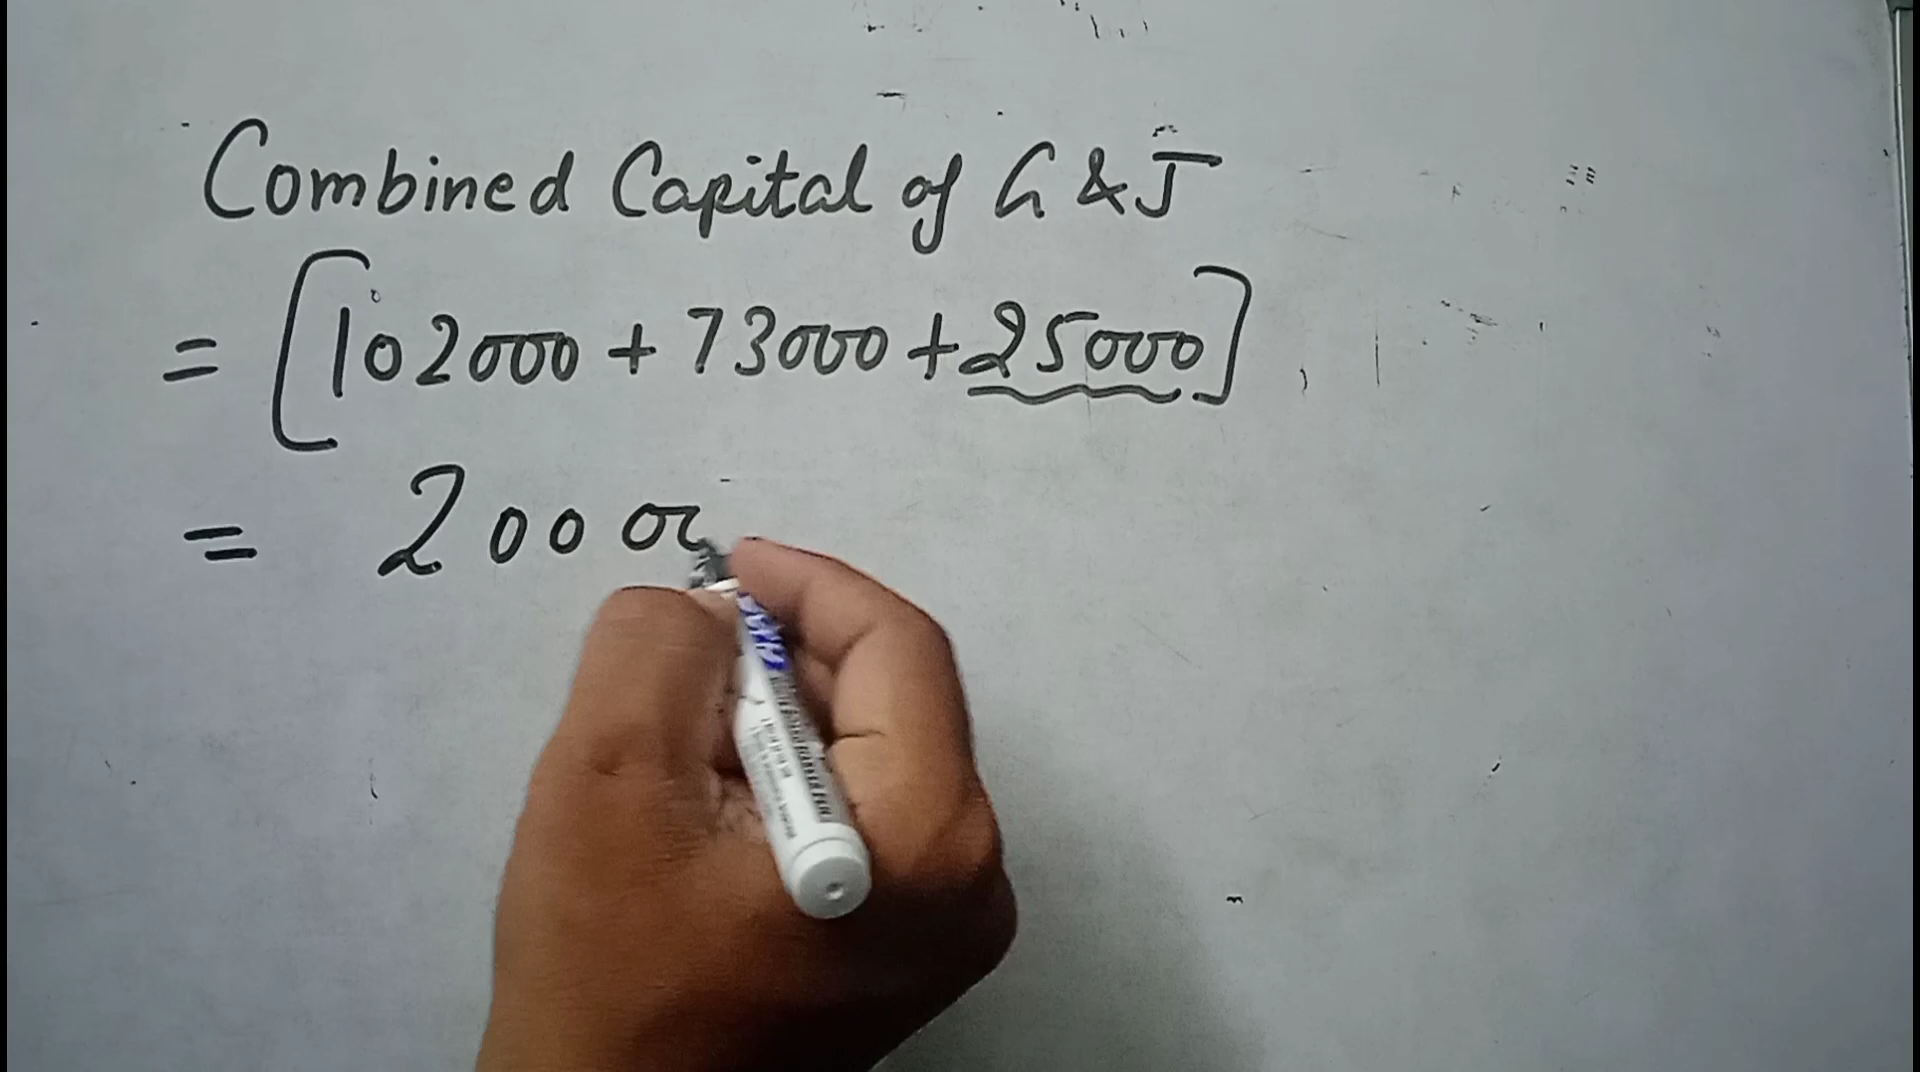 Combined Capital of G & J
= [102000 + 73000 + 25000]
= 2000